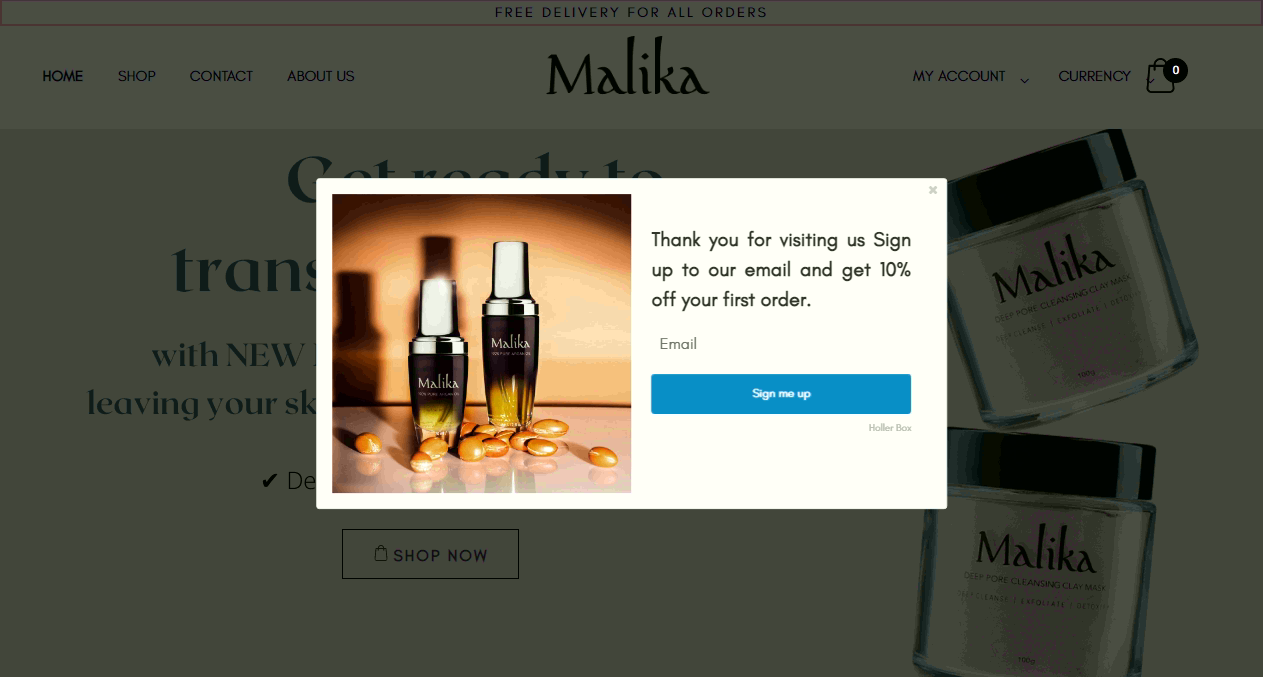 FREE DELIVERY FOR ALL ORDERS
HOME SHOP CONTACT ABOUT US
Malika
MY ACCOUNT CURRENCY 0
Get ready to
trans
with NEW
leaving your sk
✔ De
SHOP NOW
Thank you for visiting us Sign
up to our email and get 10%
off your first order.
Email
Sign me up
Holler Box
Malika
100% PURE ARGAN OIL
Malika
100% PURE ARGAN OIL
Malika
DEEP PORE CLEANSING CLAY MASK
DEEP CLEANSE | EXFOLIATE | DETOXIFY
100g
Malika
DEEP PORE CLEANSING CLAY MASK
DEEP CLEANSE | EXFOLIATE | DETOXIFY
100g